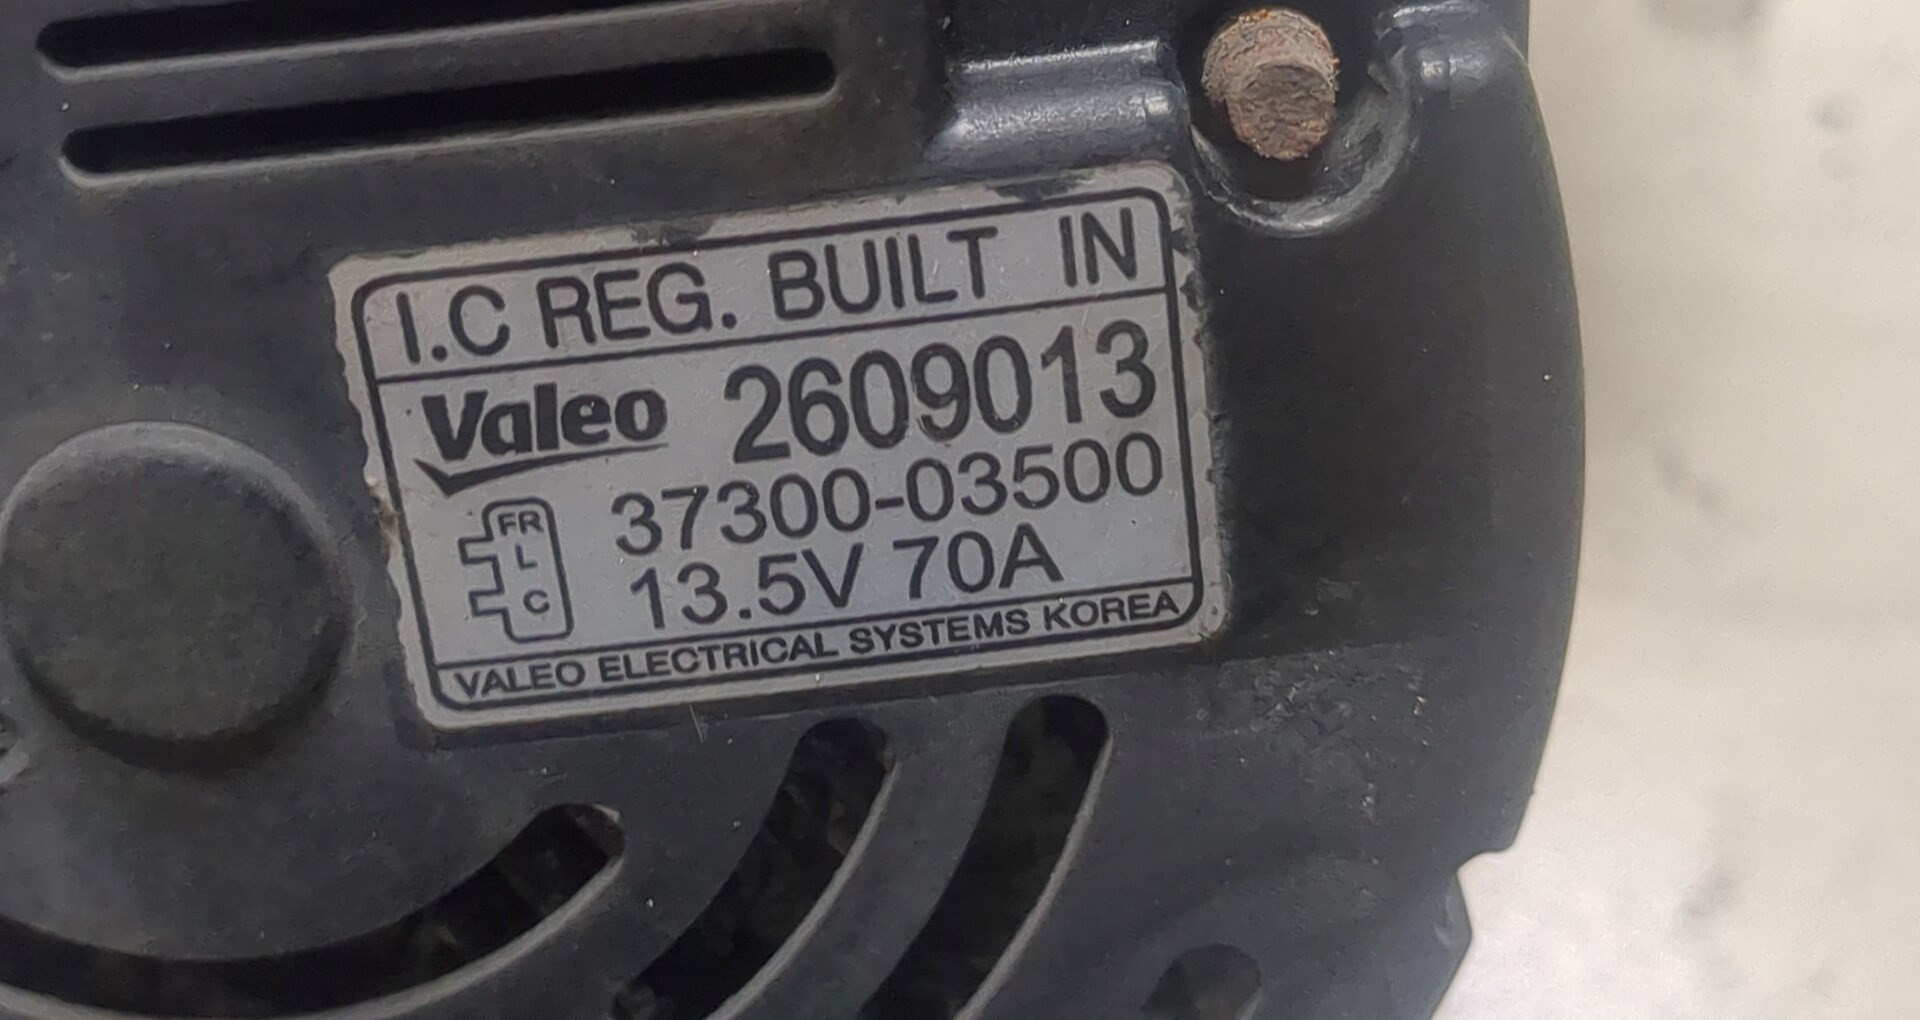 I.C REG. BUILT IN
Valeo 2609013
FR 37300-03500
L
C 13.5V 70A
VALEO ELECTRICAL SYSTEMS KOREA